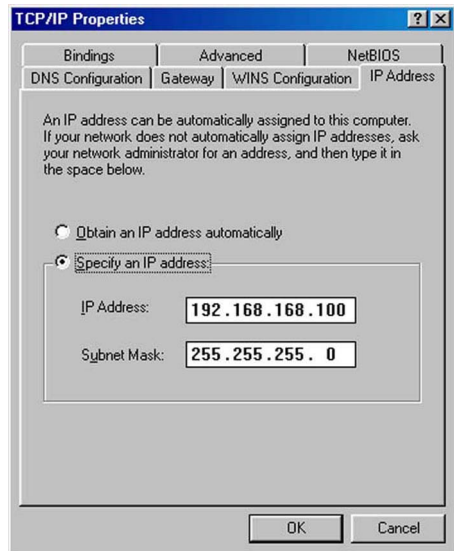 TCP/IP Properties
? X
Bindings Advanced NetBIOS
DNS Configuration Gateway WINS Configuration IP Address
An IP address can be automatically assigned to this computer.
If your network does not automatically assign IP addresses, ask
your network administrator for an address, and then type it in
the space below.
Obtain an IP address automatically
Specify an IP address:
IP Address: 192.168.168.100
Subnet Mask: 255.255.255. 0
OK Cancel